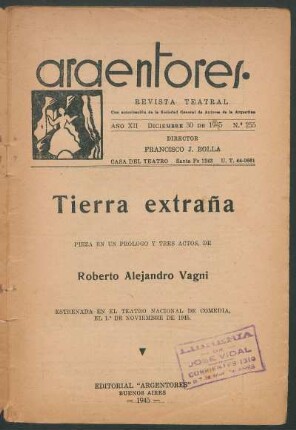 argentores
REVISTA TEATRAL
Con autorización de la Sociedad General de Autores de la Argentina
AÑO XII DICIEMBRE 30 DE 1945 N.º 255
DIRECTOR
FRANCISCO J. BOLLA
CASA DEL TEATRO Santa Fe 1243 U. T.
Tierra extraña
PIEZA EN UN PROLOGO Y TRES ACTOS, DE
Roberto Alejandro Vagni
ESTRENADA EN EL TEATRO NACIONAL DE COMEDIA,
EL 1.º DE NOVIEMBRE DE 1945.
LIBRERIA
DE
JOSE VIDAL
CORRIENTES 1315
EDITORIAL "ARGENTORES"
BUENOS AIRES
— 1945 —